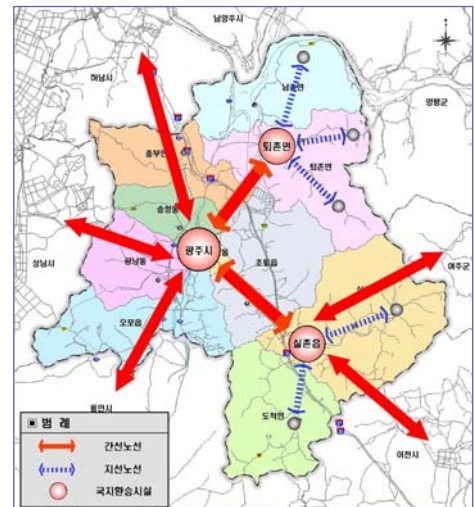 남양주시
하남시
남종면
양평군
퇴촌면
중부면
퇴촌면
송정동
광주시
초월읍
광남동
성남시
여주군
오포읍
실촌읍
용인시
도척면
이천시
범 례
간선노선
지선노선
국지환승시설